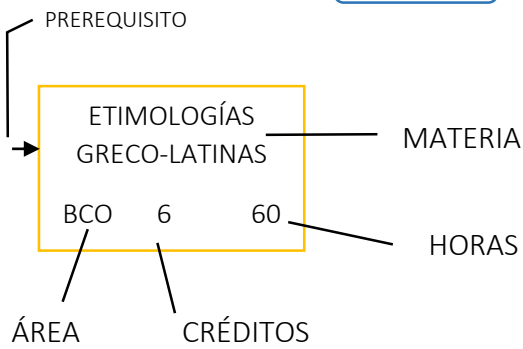 PREREQUISITO
ETIMOLOGÍAS
GRECO-LATINAS
MATERIA
BCO 6 60
HORAS
ÁREA CRÉDITOS